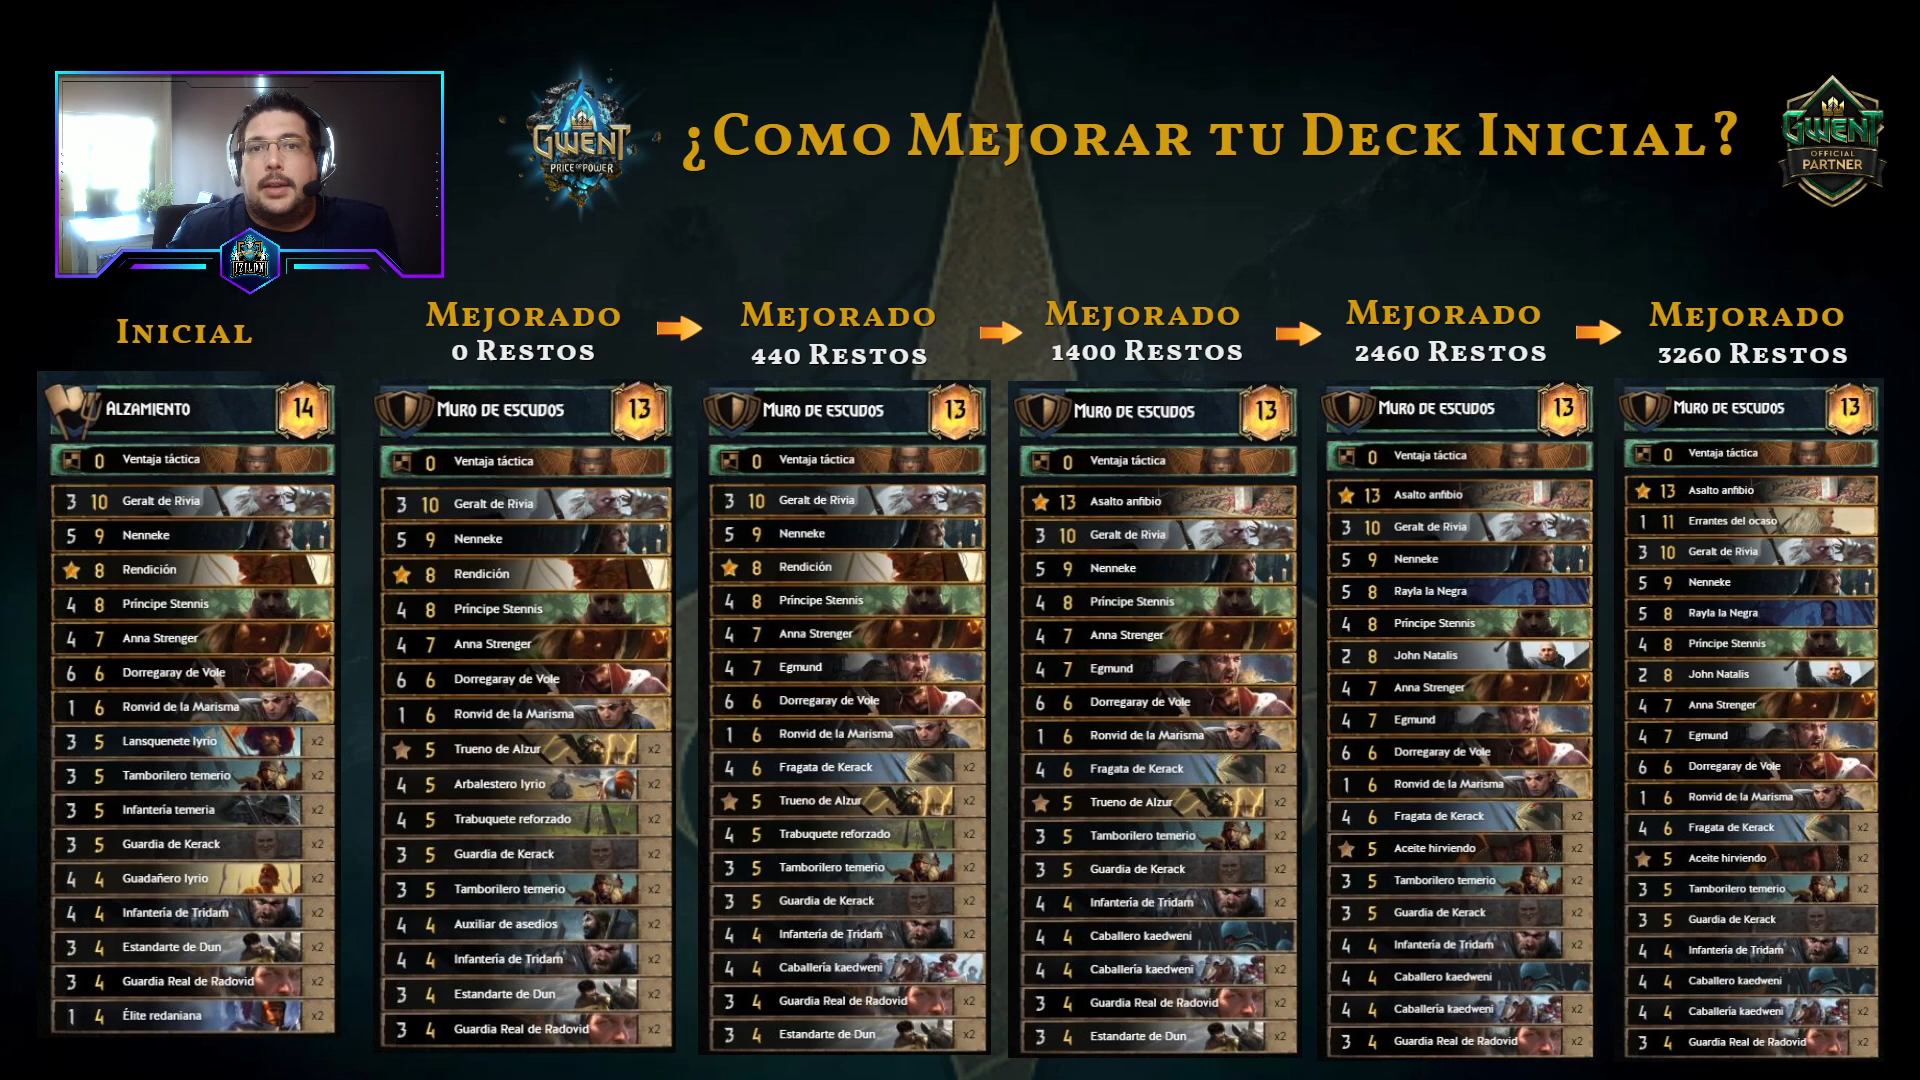 GWENT
PRICE OF POWER
¿Como Mejorar tu Deck Inicial?
GWENT
OFFICIAL
PARTNER
IZILDX
Inicial
Alzamiento
14
0 Ventaja táctica
3 10 Geralt de Rivia
5 9 Nenneke
8 Rendición
4 8 Príncipe Stennis
4 7 Anna Strenger
6 6 Dorregaray de Vole
1 6 Ronvid de la Marisma
3 5 Lansquenete lyrio x2
3 5 Tamborilero temerio x2
3 5 Infantería temeria x2
3 5 Guardia de Kerack x2
4 4 Guadañero lyrio x2
4 4 Infantería de Tridam x2
3 4 Estandarte de Dun x2
3 4 Guardia Real de Radovid x2
1 4 Élite redaniana x2
Mejorado
0 Restos
Muro de escudos
13
0 Ventaja táctica
3 10 Geralt de Rivia
5 9 Nenneke
8 Rendición
4 8 Príncipe Stennis
4 7 Anna Strenger
6 6 Dorregaray de Vole
1 6 Ronvid de la Marisma
5 Trueno de Alzur x2
4 5 Arbalestero lyrio x2
4 5 Trabuquete reforzado x2
3 5 Guardia de Kerack x2
3 5 Tamborilero temerio x2
4 4 Auxiliar de asedios x2
4 4 Infantería de Tridam x2
3 4 Estandarte de Dun x2
3 4 Guardia Real de Radovid x2
Mejorado
440 Restos
Muro de escudos
13
0 Ventaja táctica
3 10 Geralt de Rivia
5 9 Nenneke
8 Rendición
4 8 Príncipe Stennis
4 7 Anna Strenger
4 7 Egmund
6 6 Dorregaray de Vole
1 6 Ronvid de la Marisma
4 6 Fragata de Kerack x2
5 Trueno de Alzur x2
4 5 Trabuquete reforzado
3 5 Tamborilero temerio x2
3 5 Guardia de Kerack x2
4 4 Infantería de Tridam x2
4 4 Caballería kaedweni
3 4 Guardia Real de Radovid x2
3 4 Estandarte de Dun x2
Mejorado
1400 Restos
Muro de escudos
13
0 Ventaja táctica
13 Asalto anfibio
3 10 Geralt de Rivia
5 9 Nenneke
4 8 Príncipe Stennis
4 7 Anna Strenger
4 7 Egmund
6 6 Dorregaray de Vole
1 6 Ronvid de la Marisma
4 6 Fragata de Kerack x2
5 Trueno de Alzur x2
3 5 Tamborilero temerio x2
3 5 Guardia de Kerack x2
4 4 Infantería de Tridam x2
4 4 Caballero kaedweni
4 4 Caballería kaedweni x2
3 4 Guardia Real de Radovid x2
3 4 Estandarte de Dun x2
Mejorado
2460 Restos
Muro de escudos
13
0 Ventaja táctica
13 Asalto anfibio
3 10 Geralt de Rivia
5 9 Nenneke
5 8 Rayla la Negra
4 8 Príncipe Stennis
2 8 John Natalis
4 7 Anna Strenger
4 7 Egmund
6 6 Dorregaray de Vole
1 6 Ronvid de la Marisma
4 6 Fragata de Kerack x2
5 Aceite hirviendo x2
3 5 Tamborilero temerio x2
3 5 Guardia de Kerack x2
4 4 Infantería de Tridam x2
4 4 Caballero kaedweni
4 4 Caballería kaedweni x2
3 4 Guardia Real de Radovid x2
Mejorado
3260 Restos
Muro de escudos
13
0 Ventaja táctica
13 Asalto anfibio
1 11 Errantes del ocaso
3 10 Geralt de Rivia
5 9 Nenneke
5 8 Rayla la Negra
4 8 Príncipe Stennis
2 8 John Natalis
4 7 Anna Strenger
4 7 Egmund
6 6 Dorregaray de Vole
1 6 Ronvid de la Marisma
4 6 Fragata de Kerack x2
5 Aceite hirviendo x2
3 5 Tamborilero temerio x2
3 5 Guardia de Kerack
4 4 Infantería de Tridam x2
4 4 Caballero kaedweni
4 4 Caballería kaedweni x2
3 4 Guardia Real de Radovid x2